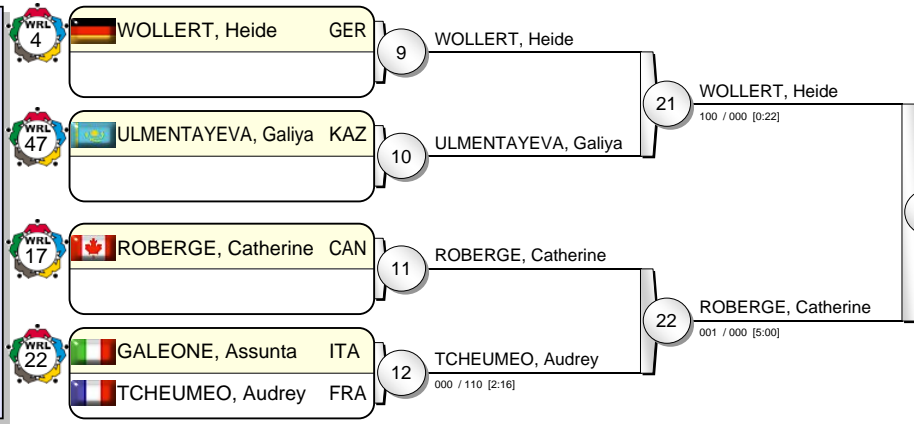 WRL
4
WOLLERT, Heide GER
9
WOLLERT, Heide
21
WOLLERT, Heide
100 / 000 [0:22]
WRL
47
ULMENTAYEVA, Galiya KAZ
10
ULMENTAYEVA, Galiya
WRL
17
ROBERGE, Catherine CAN
11
ROBERGE, Catherine
22
ROBERGE, Catherine
001 / 000 [5:00]
WRL
22
GALEONE, Assunta ITA
TCHEUMEO, Audrey FRA
12
TCHEUMEO, Audrey
000 / 110 [2:16]